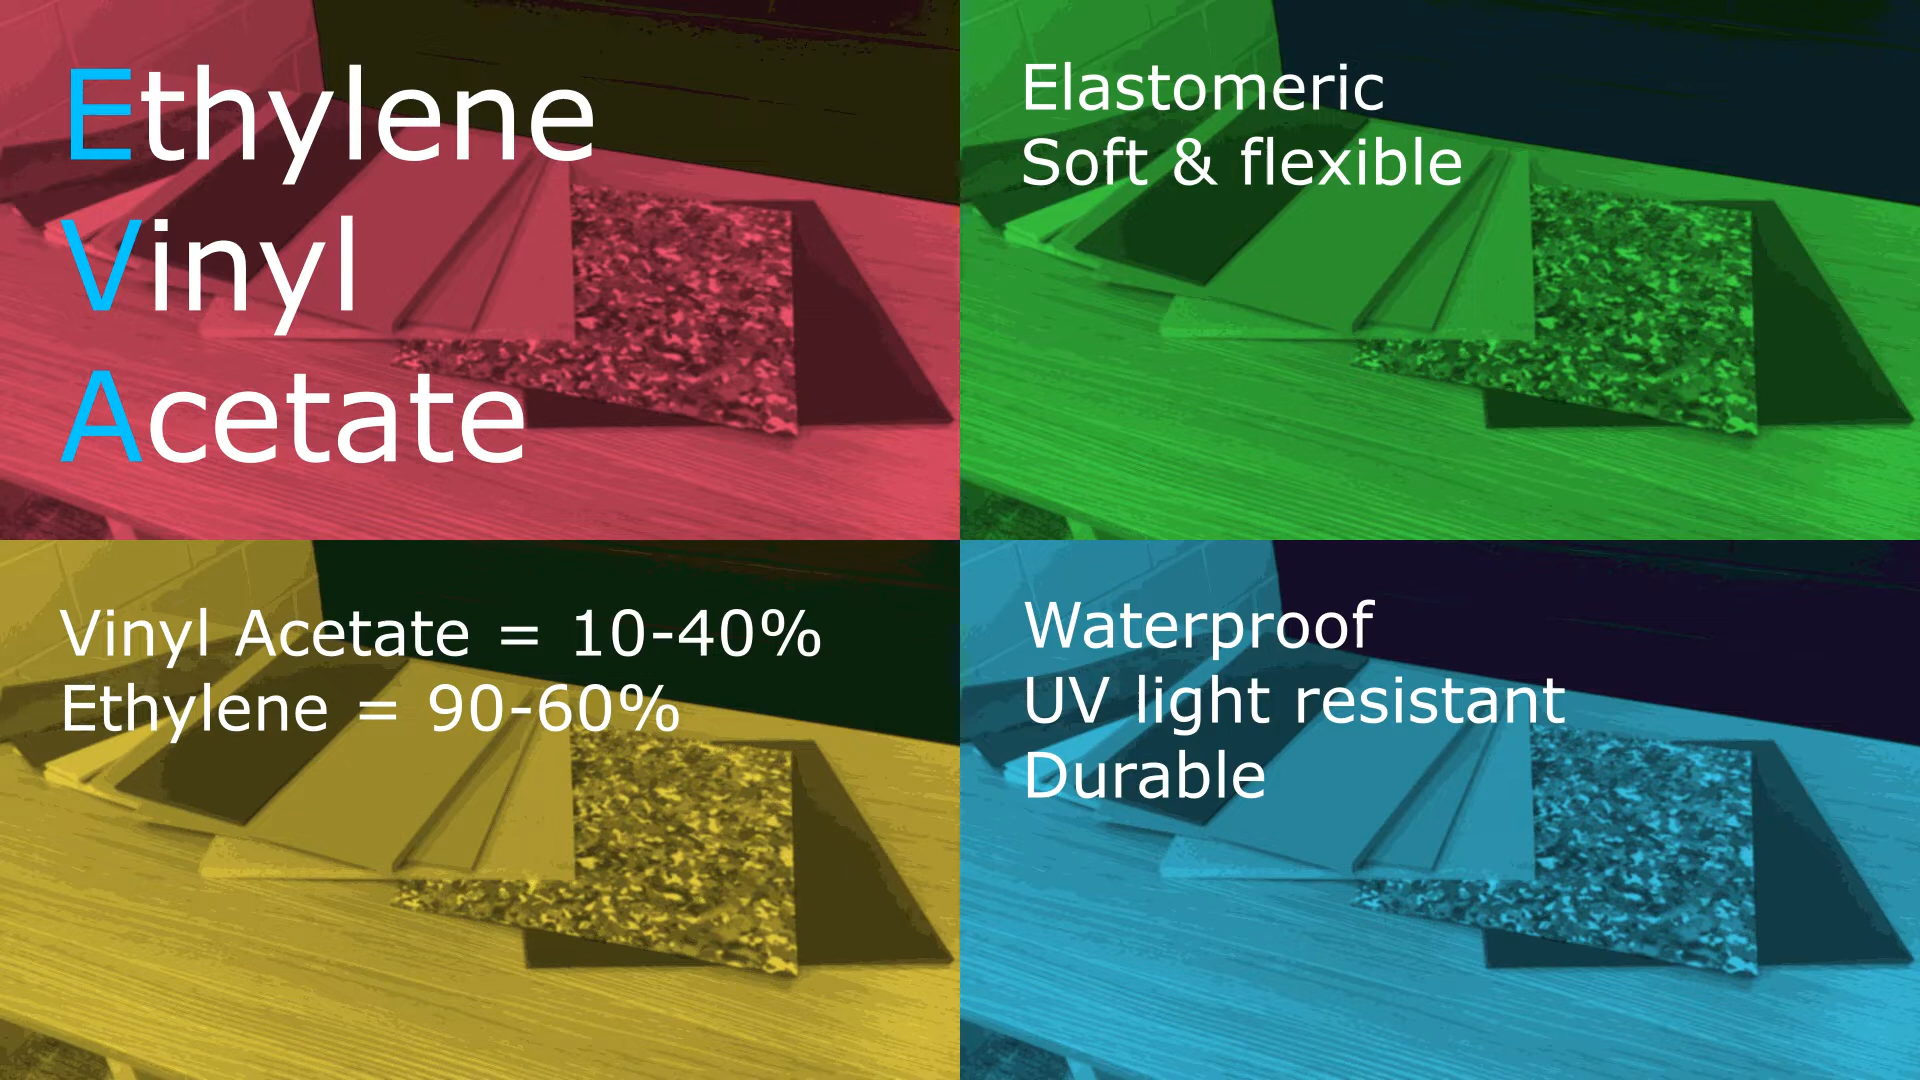 Ethylene
Vinyl
Acetate
Elastomeric
Soft & flexible
Vinyl Acetate = 10-40%
Ethylene = 90-60%
Waterproof
UV light resistant
Durable